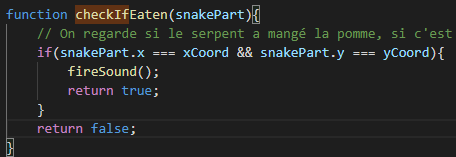 function checkIfEaten(snakePart){
// On regarde si le serpent a mangé la pomme, si c'est
if(snakePart.x === xCoord && snakePart.y === yCoord){
fireSound();
return true;
}
return false;
}